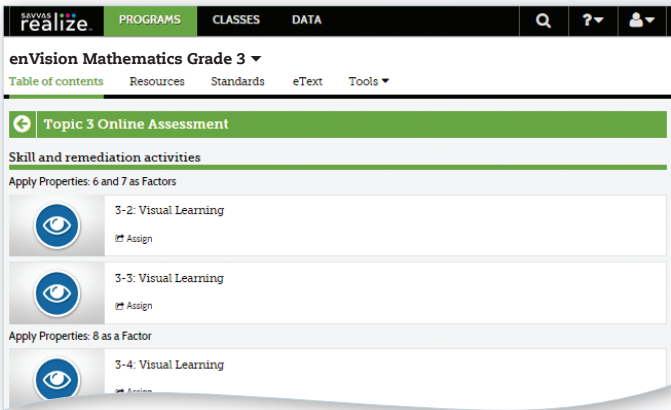 SAVVAS
realize. PROGRAMS CLASSES DATA ?
enVision Mathematics Grade 3
Table of contents Resources Standards eText Tools
Topic 3 Online Assessment
Skill and remediation activities
Apply Properties: 6 and 7 as Factors
3-2: Visual Learning
Assign
3-3: Visual Learning
Assign
Apply Properties: 8 as a Factor
3-4: Visual Learning
Assign